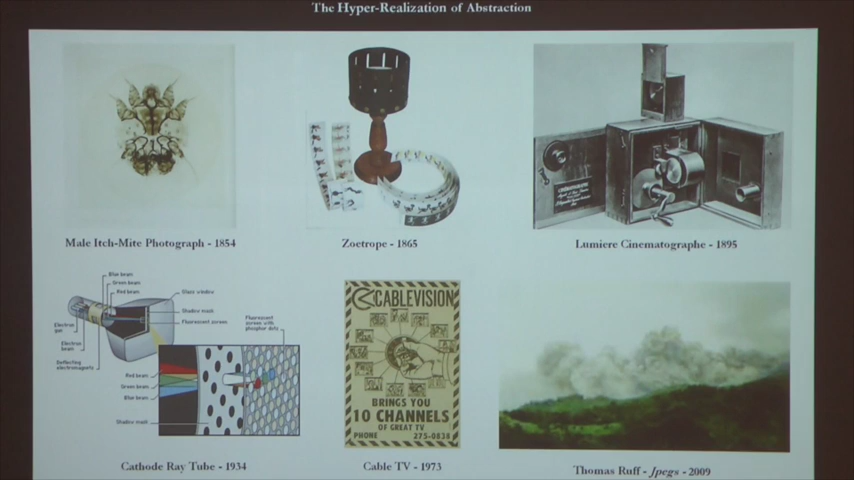 The Hyper-Realization of Abstraction
Male Itch-Mite Photograph - 1854
Zoetrope - 1865
CINEMATOGRAPHE
Lumiere Cinematographe - 1895
Blue beam
Green beam
Red beam
Glass window
Shadow mask
Fluorescent screen
Electron gun
Electron beam
Deflecting electromagnets
Fluorescent screen with phosphor dots
Red beam
Green beam
Blue beam
Shadow mask
Cathode Ray Tube - 1934
CABLEVISION
BRINGS YOU
10 CHANNELS
OF GREAT TV
PHONE 275-0838
Cable TV - 1973
Thomas Ruff - Jpegs - 2009